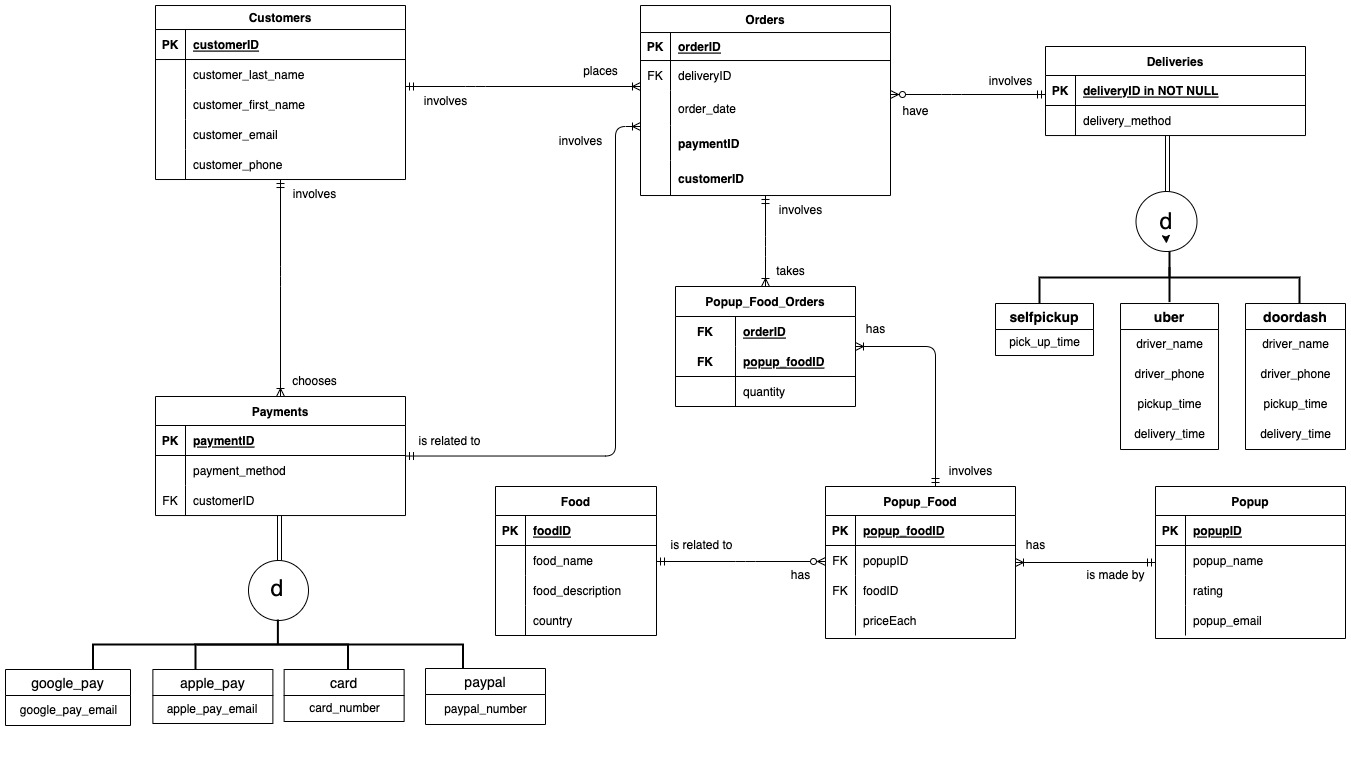 Customers
PK customerID
customer_last_name
customer_first_name
customer_email
customer_phone
places
involves
involves
Orders
PK orderID
FK deliveryID
order_date
paymentID
customerID
involves
have
involves
Deliveries
PK deliveryID in NOT NULL
delivery_method
d
selfpickup
pick_up_time
uber
driver_name
driver_phone
pickup_time
delivery_time
doordash
driver_name
driver_phone
pickup_time
delivery_time
involves
takes
Popup_Food_Orders
FK orderID
FK popup_foodID
quantity
has
involves
involves
chooses
Payments
PK paymentID
payment_method
FK customerID
is related to
d
google_pay
google_pay_email
apple_pay
apple_pay_email
card
card_number
paypal
paypal_number
Food
PK foodID
food_name
food_description
country
is related to
has
Popup_Food
PK popup_foodID
FK popupID
FK foodID
priceEach
has
is made by
Popup
PK popupID
popup_name
rating
popup_email